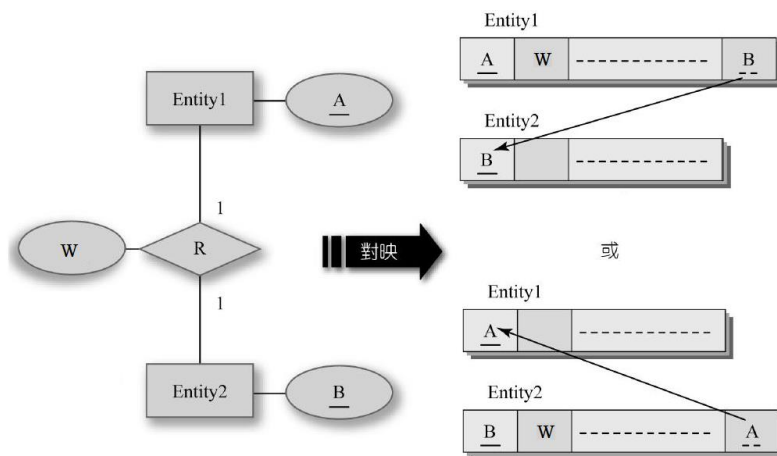 Entity1
A
1
W
R
1
Entity2
B
對映
Entity1
A W B
Entity2
B
或
Entity1
A
Entity2
B W A